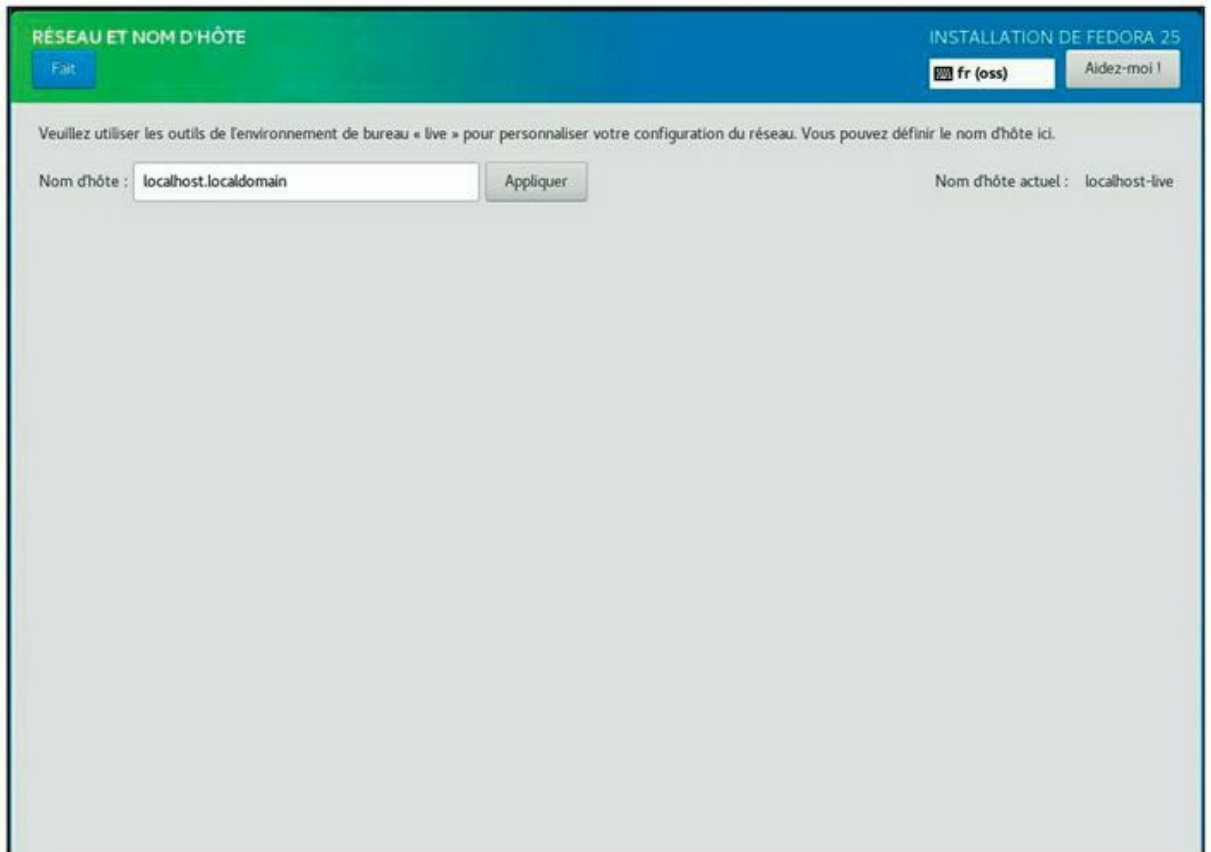 RÉSEAU ET NOM D'HÔTE
INSTALLATION DE FEDORA 25
Fait
fr (oss)
Aidez-moi !
Veuillez utiliser les outils de l'environnement de bureau « live » pour personnaliser votre configuration du réseau. Vous pouvez définir le nom d'hôte ici.
Nom d'hôte : localhost.localdomain Appliquer Nom d'hôte actuel : localhost-live